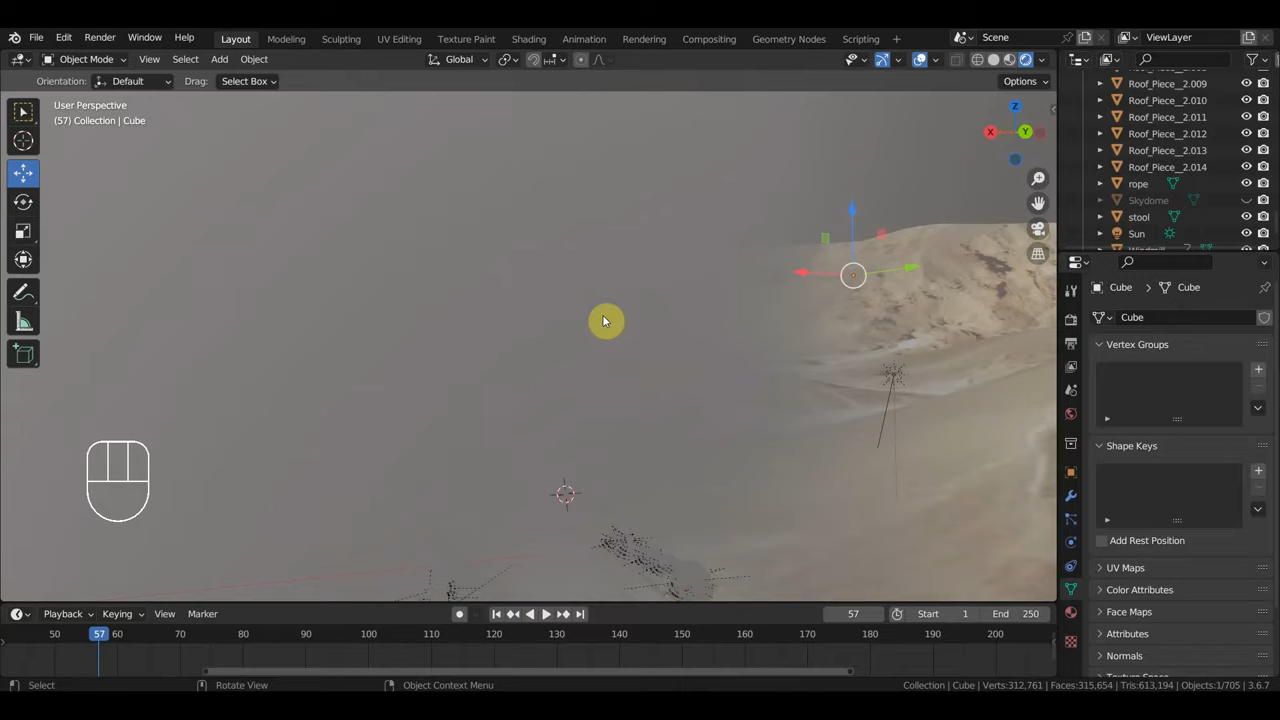 File Edit Render Window Help Layout Modeling Sculpting UV Editing Texture Paint Shading Animation Rendering Compositing Geometry Nodes Scripting + Scene ViewLayer
Object Mode View Select Add Object Global
Orientation: Default Drag: Select Box Options
User Perspective
(57) Collection | Cube
Z
X
Y
Roof_Piece__2.009
Roof_Piece__2.010
Roof_Piece__2.011
Roof_Piece__2.012
Roof_Piece__2.013
Roof_Piece__2.014
rope
Skydome
stool
Sun
Cube Cube
Cube
Vertex Groups
Shape Keys
Add Rest Position
UV Maps
Color Attributes
Face Maps
Attributes
Normals
Playback Keying View Marker 57 Start 1 End 250
50 57 60 70 80 90 100 110 120 130 140 150 160 170 180 190 200
Select Rotate View Object Context Menu Collection | Cube | Verts:312,761 | Faces:315,654 | Tris:613,194 | Objects:1/705 | 3.6.7